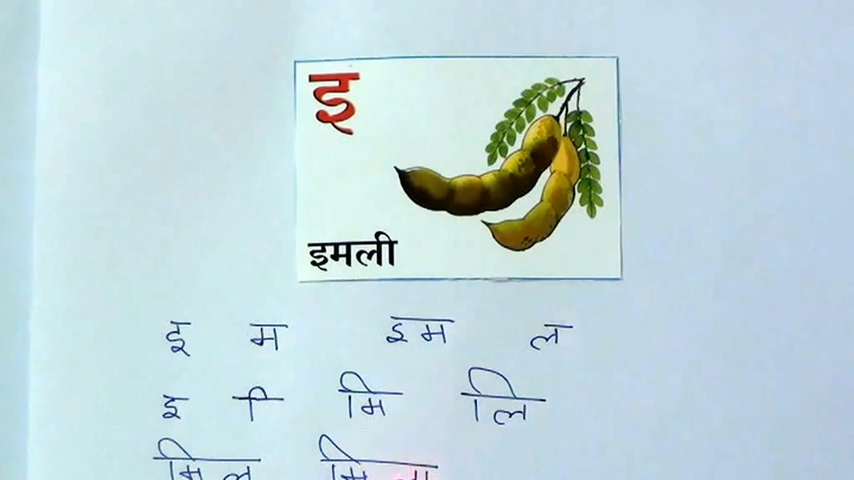 इ
इमली
इ म इम ल
इ ि मि लि
मिल